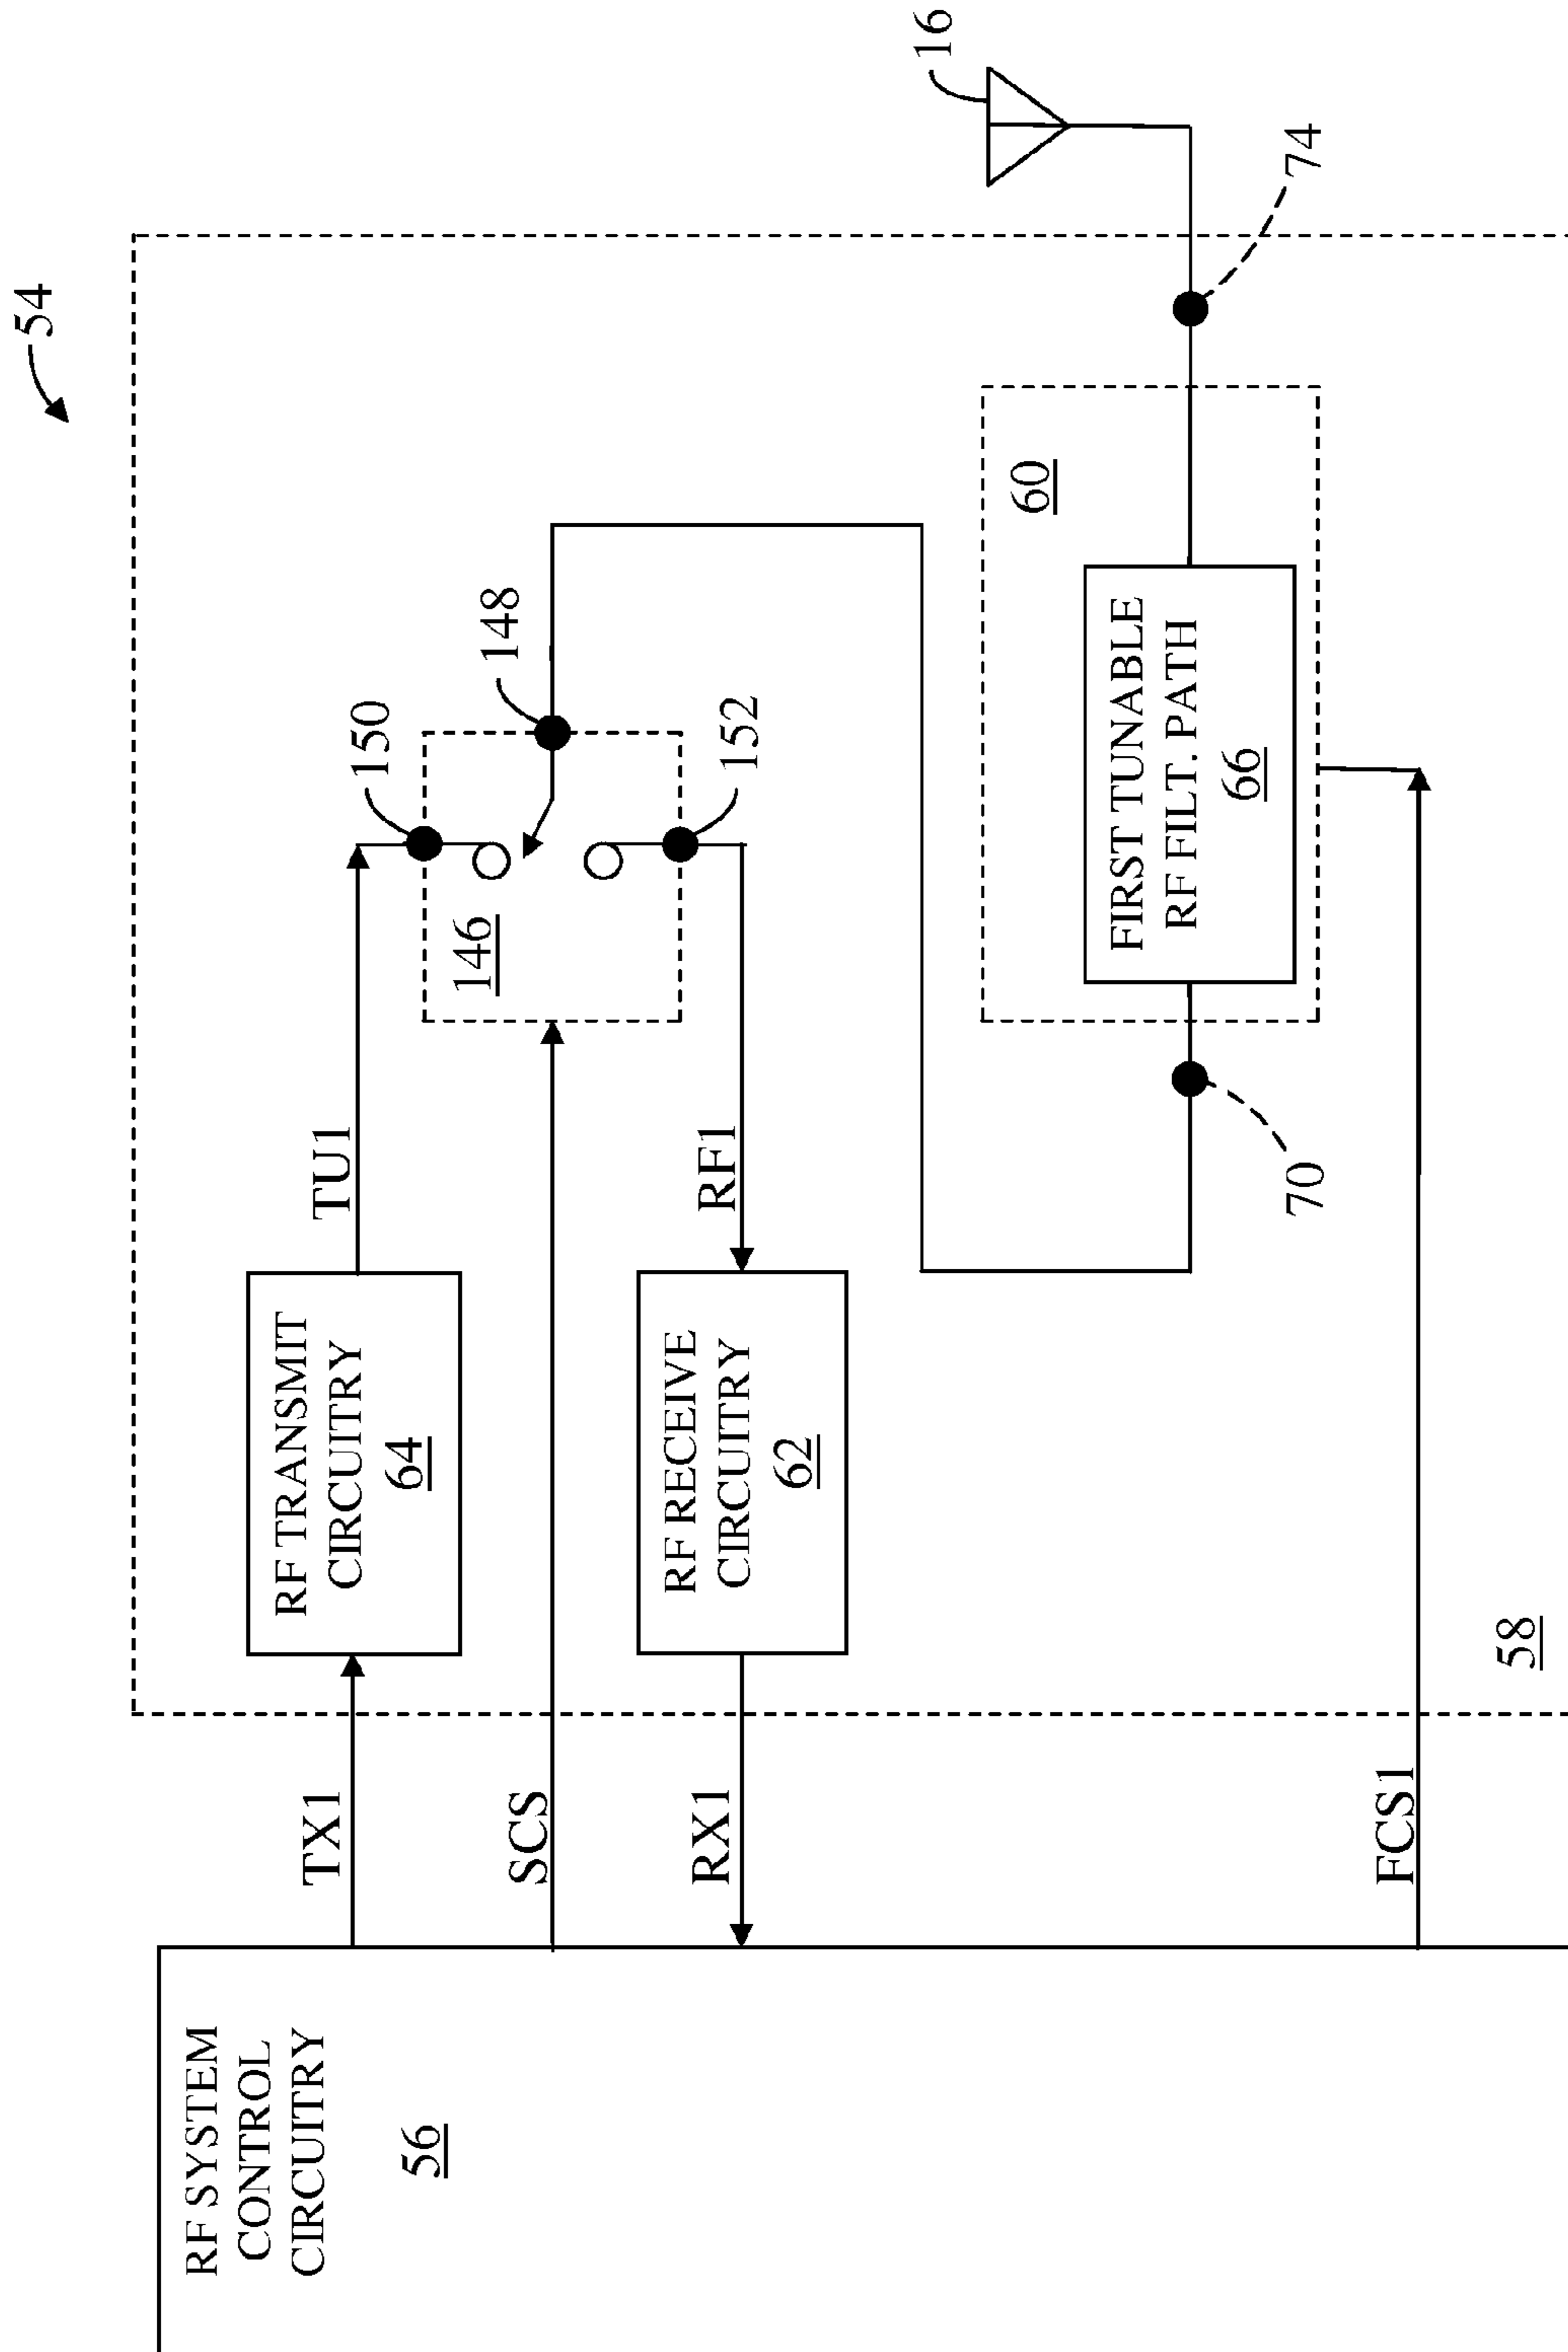 54
RF SYSTEM
CONTROL
CIRCUITRY
56
TX1
RF TRANSMIT
CIRCUITRY
64
TU1
150
146
148
152
SCS
RX1
RF RECEIVE
CIRCUITRY
62
RF1
16
60
FIRST TUNABLE
RF FILT. PATH
66
70
74
FCS1
58